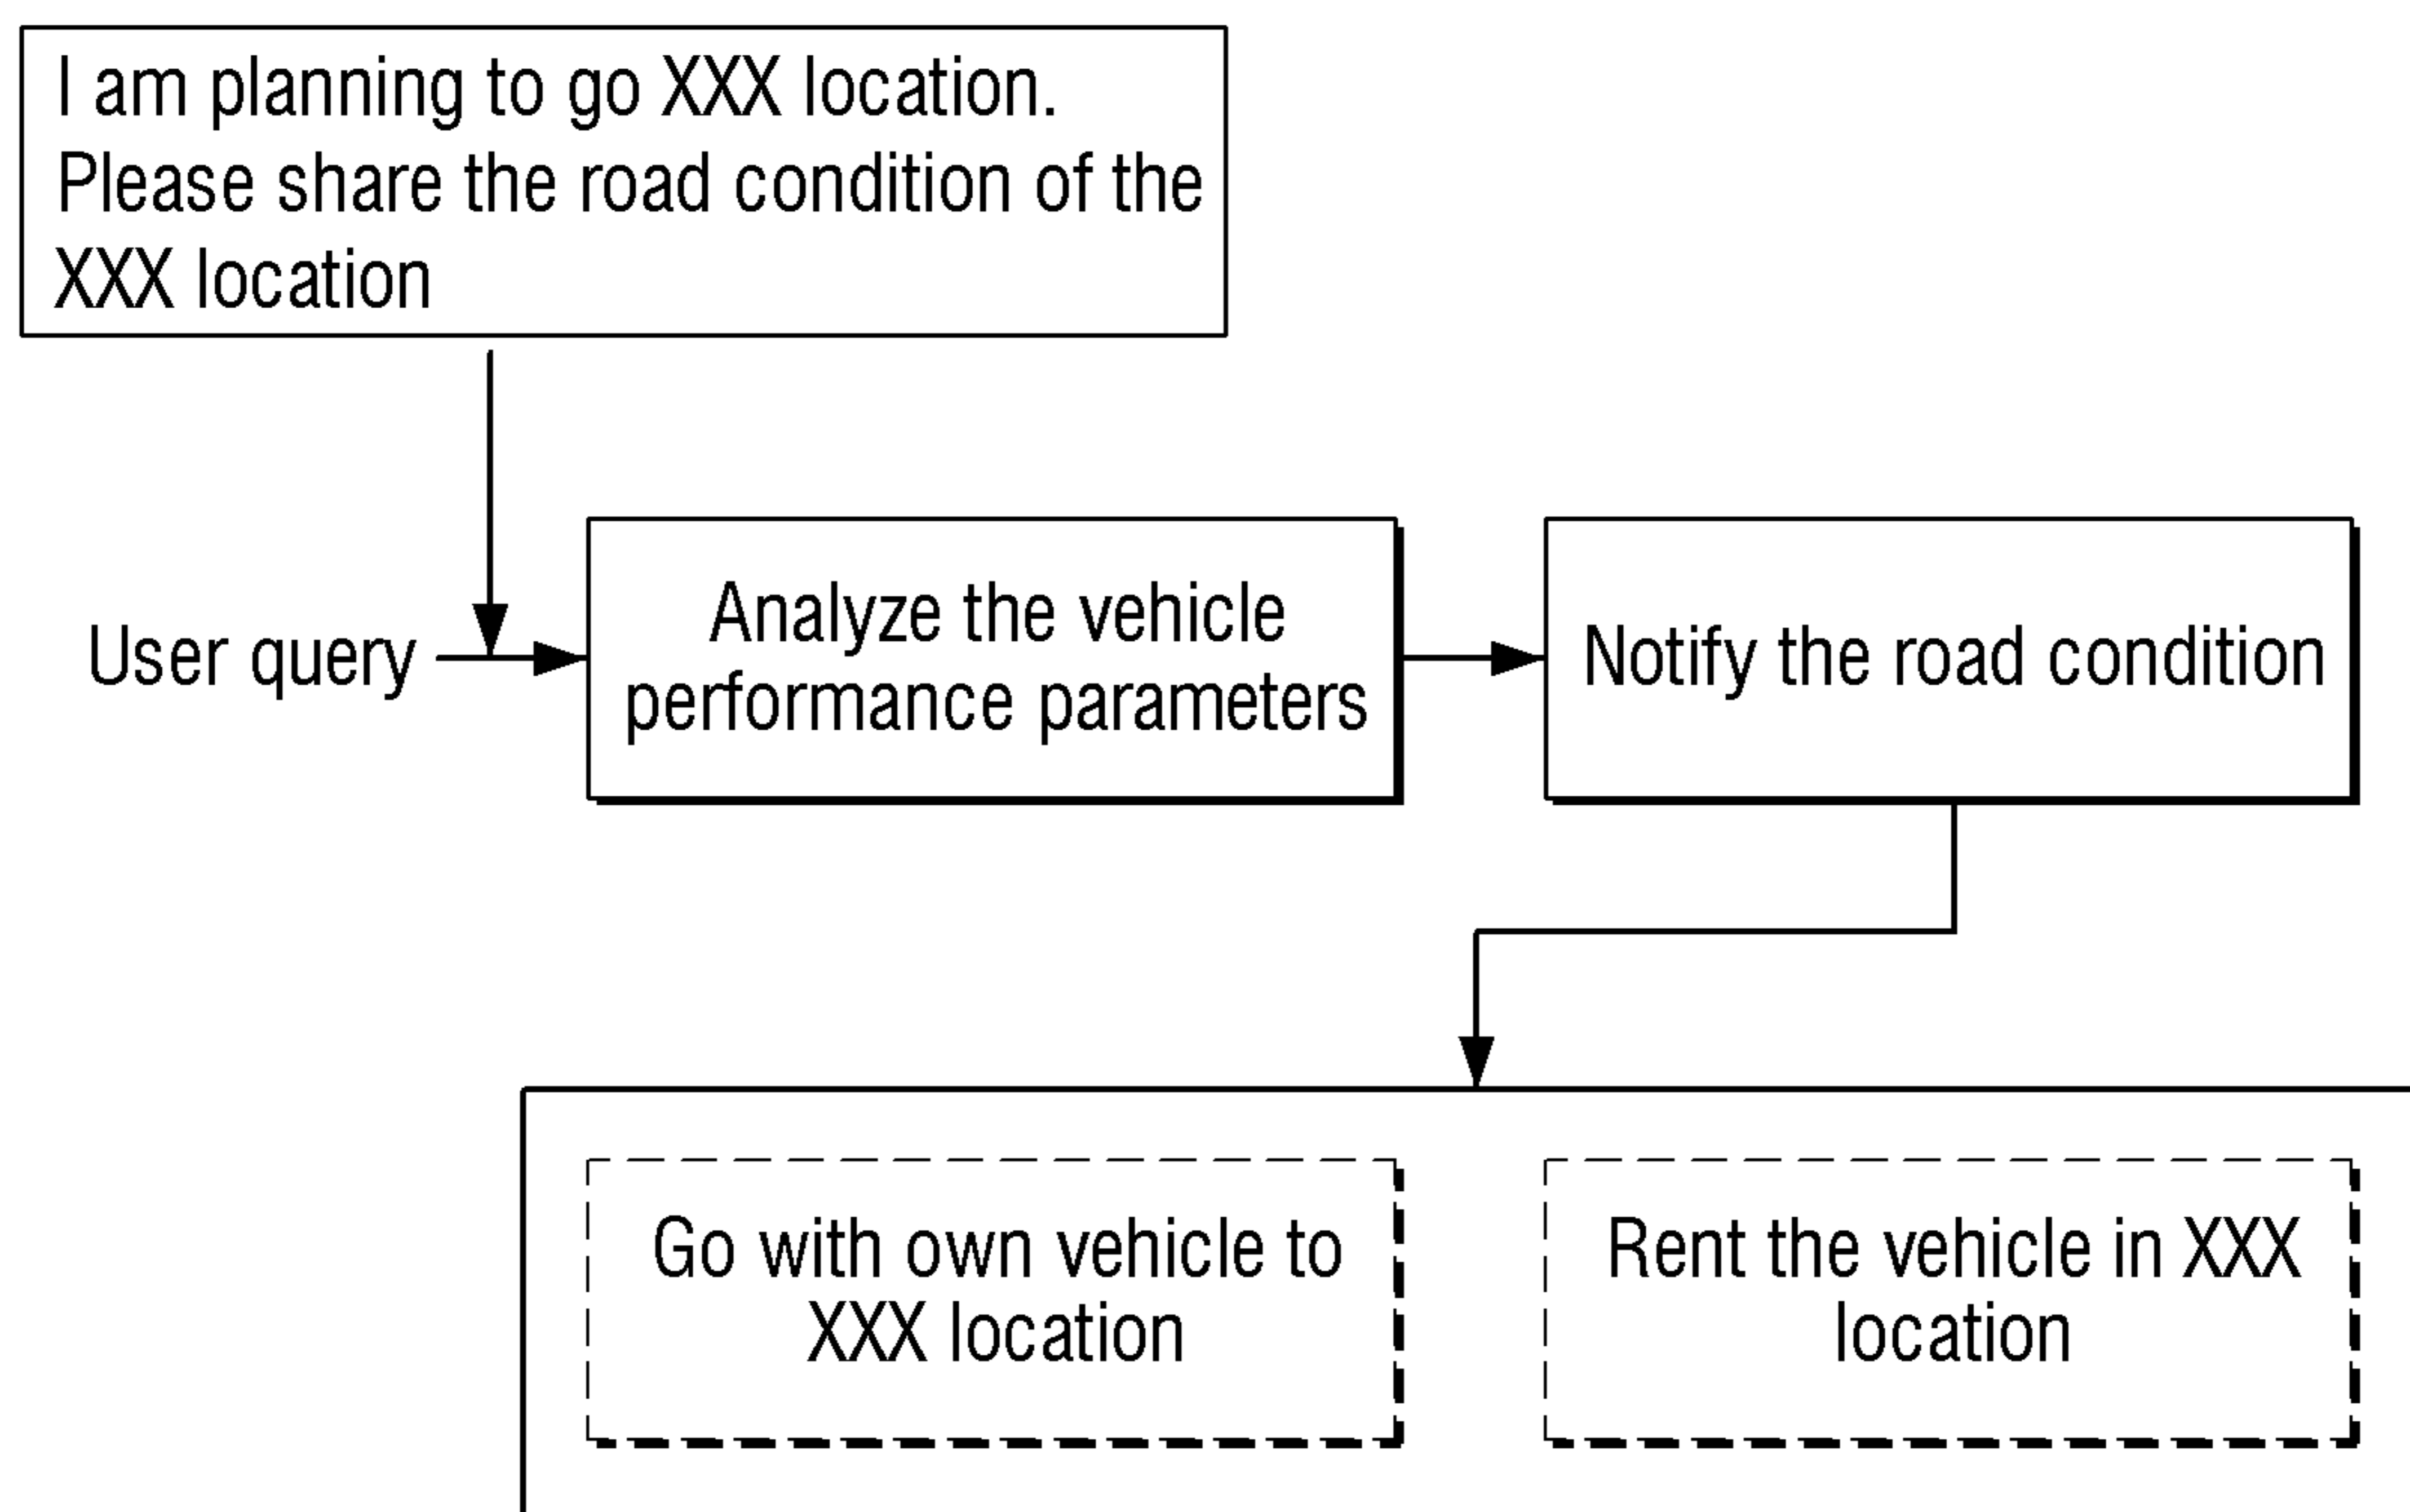 I am planning to go XXX location.
Please share the road condition of the
XXX location
User query
Analyze the vehicle
performance parameters
Notify the road condition
Go with own vehicle to
XXX location
Rent the vehicle in XXX
location